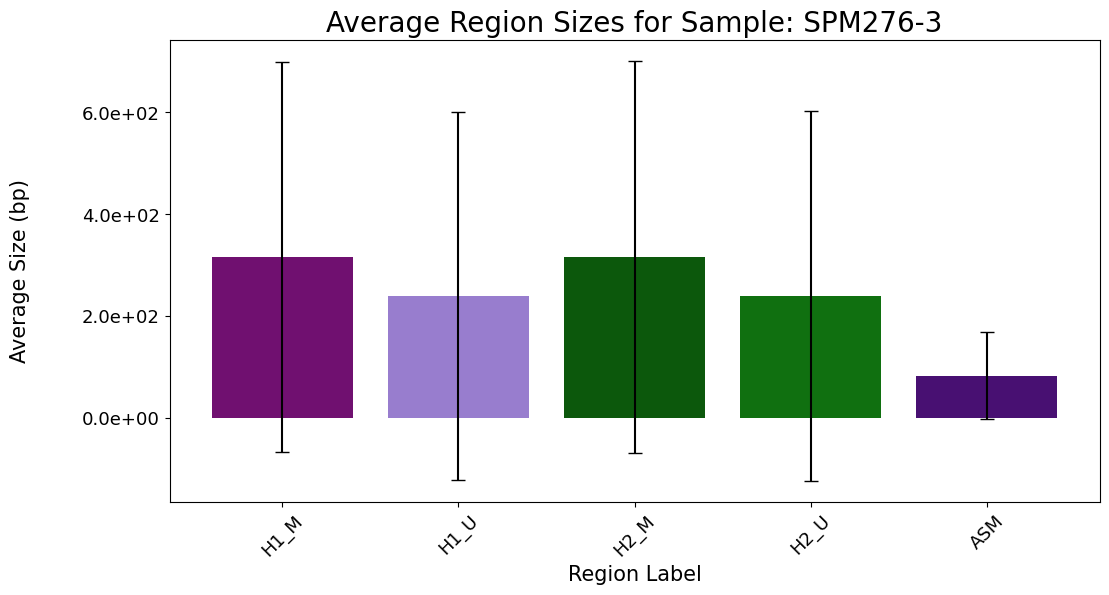 Average Region Sizes for Sample: SPM276-3
Average Size (bp)
6.0e+02
4.0e+02
2.0e+02
0.0e+00
H1_M
H1_U
H2_M
H2_U
ASM
Region Label